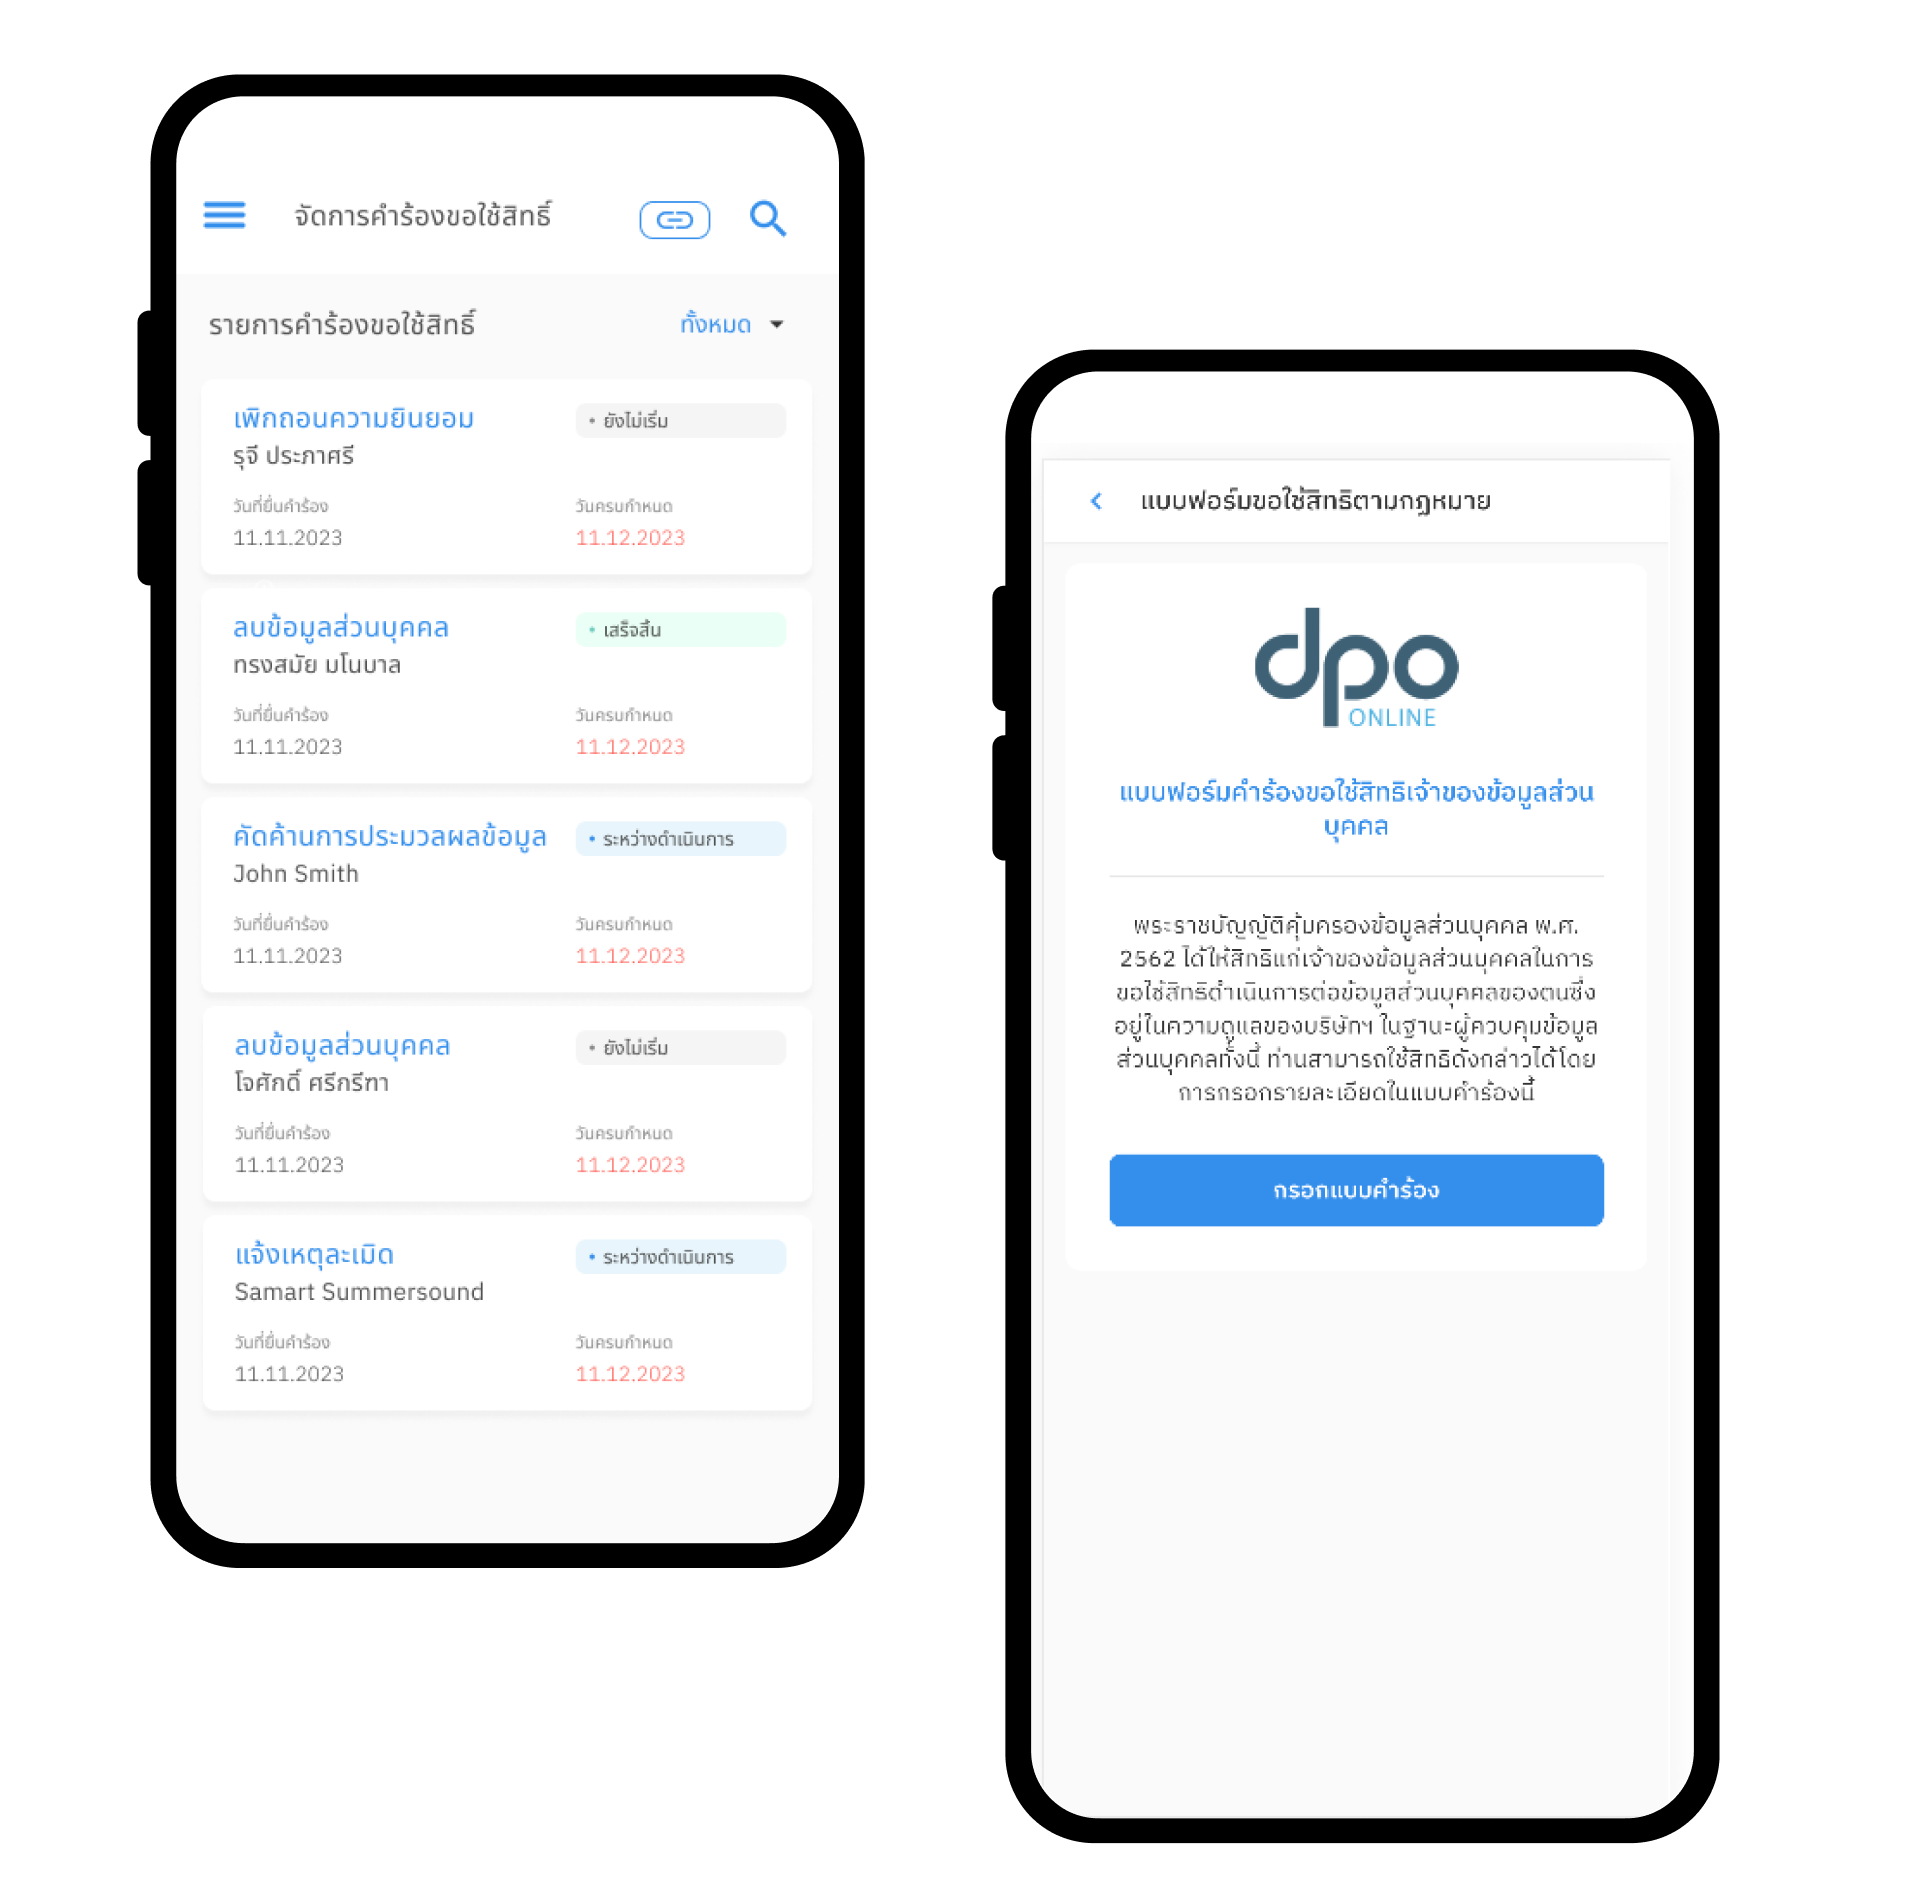 จัดการคำร้องขอใช้สิทธิ์
รายการคำร้องขอใช้สิทธิ์ ทั้งหมด
เพิกถอนความยินยอม • ยังไม่เริ่ม
รุจี ประภาศรี
วันที่ยื่นคำร้อง วันครบกำหนด
11.11.2023 11.12.2023
ลบข้อมูลส่วนบุคคล • เสร็จสิ้น
ทรงสมัย มโนบาล
วันที่ยื่นคำร้อง วันครบกำหนด
11.11.2023 11.12.2023
คัดค้านการประมวลผลข้อมูล • ระหว่างดำเนินการ
John Smith
วันที่ยื่นคำร้อง วันครบกำหนด
11.11.2023 11.12.2023
ลบข้อมูลส่วนบุคคล • ยังไม่เริ่ม
โจศักดิ์ ศรีกรีฑา
วันที่ยื่นคำร้อง วันครบกำหนด
11.11.2023 11.12.2023
แจ้งเหตุละเมิด • ระหว่างดำเนินการ
Samart Summersound
วันที่ยื่นคำร้อง วันครบกำหนด
11.11.2023 11.12.2023
แบบฟอร์มขอใช้สิทธิตามกฎหมาย
dpo
ONLINE
แบบฟอร์มคำร้องขอใช้สิทธิเจ้าของข้อมูลส่วน
บุคคล
พระราชบัญญัติคุ้มครองข้อมูลส่วนบุคคล พ.ศ.
2562 ได้ให้สิทธิแก่เจ้าของข้อมูลส่วนบุคคลในการ
ขอใช้สิทธิดำเนินการต่อข้อมูลส่วนบุคคลของตนซึ่ง
อยู่ในความดูแลของบริษัทฯ ในฐานะผู้ควบคุมข้อมูล
ส่วนบุคคลทั้งนี้ ท่านสามารถใช้สิทธิดังกล่าวได้โดย
การกรอกรายละเอียดในแบบคำร้องนี้
กรอกแบบคำร้อง